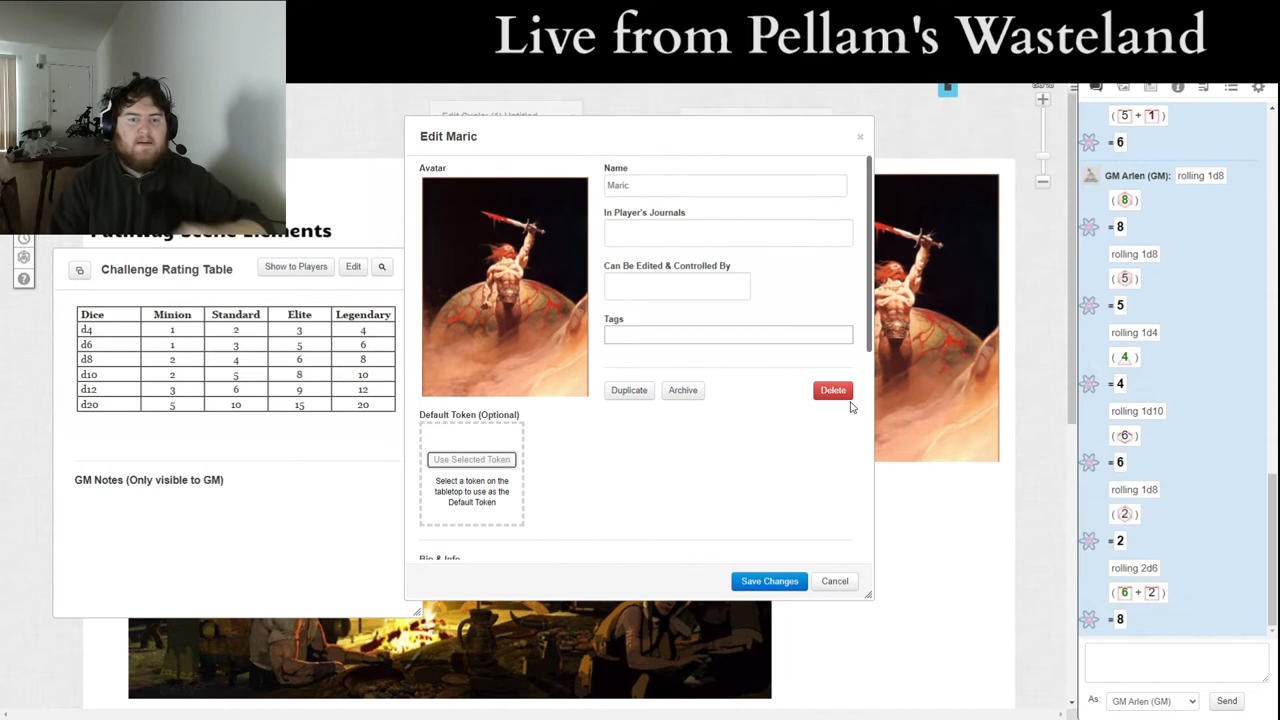 Live from Pellam's Wasteland
Edit Maric
Avatar
Name
Maric
In Player's Journals
Can Be Edited & Controlled By
Tags
Duplicate
Archive
Delete
Default Token (Optional)
Use Selected Token
Select a token on the
tabletop to use as the
Default Token
Bio & Info
Save Changes
Cancel
Scene Elements
Challenge Rating Table
Show to Players
Edit
Dice Minion Standard Elite Legendary
d4 1 2 3 4
d6 1 3 5 6
d8 2 4 6 8
d10 2 5 8 10
d12 3 6 9 12
d20 5 10 15 20
GM Notes (Only visible to GM)
( 5 + 1 )
= 6
GM Arlen (GM): rolling 1d8
( 8 )
= 8
rolling 1d8
( 5 )
= 5
rolling 1d4
( 4 )
= 4
rolling 1d10
( 6 )
= 6
rolling 1d8
( 2 )
= 2
rolling 2d6
( 6 + 2 )
= 8
As: GM Arlen (GM)
Send